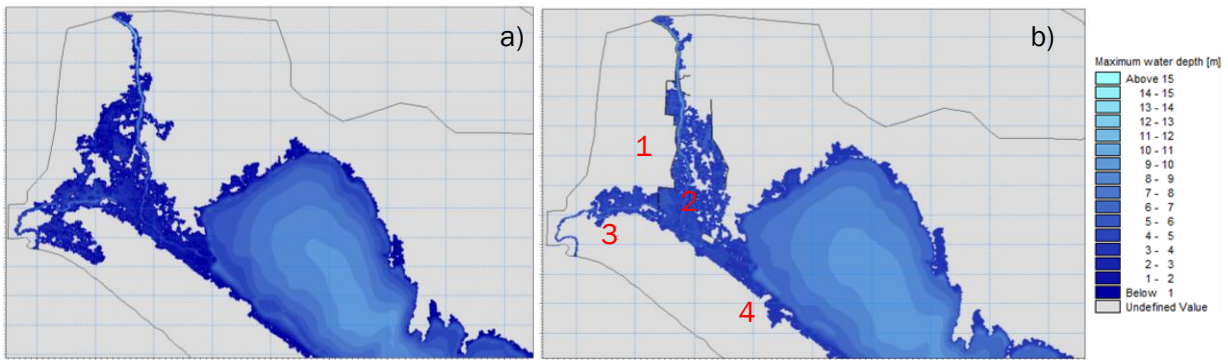 a)
b)
1
2
3
4
Maximum water depth [m]
Above 15
14 - 15
13 - 14
12 - 13
11 - 12
10 - 11
9 - 10
8 - 9
7 - 8
6 - 7
5 - 6
4 - 5
3 - 4
2 - 3
1 - 2
Below 1
Undefined Value